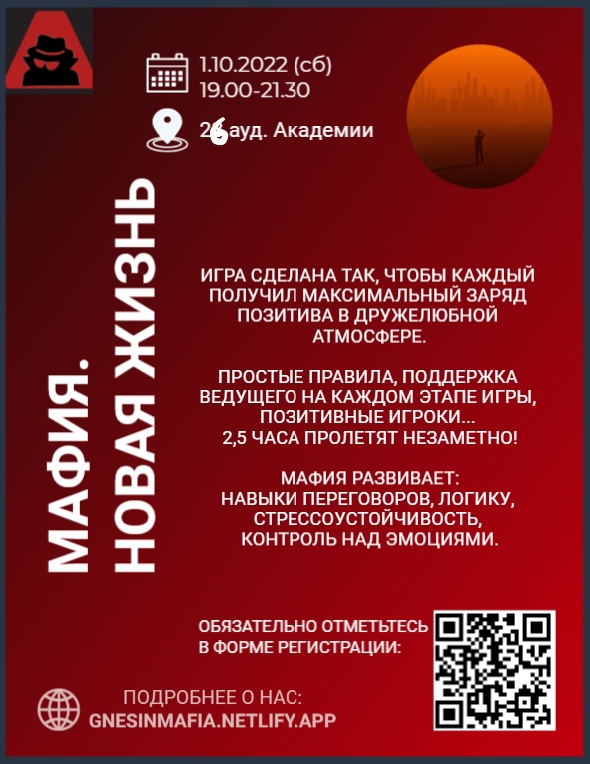 1.10.2022 (сб)
19.00-21.30
26 ауд. Академии
МАФИЯ.
НОВАЯ ЖИЗНЬ
ИГРА СДЕЛАНА ТАК, ЧТОБЫ КАЖДЫЙ
ПОЛУЧИЛ МАКСИМАЛЬНЫЙ ЗАРЯД
ПОЗИТИВА В ДРУЖЕЛЮБНОЙ
АТМОСФЕРЕ.
ПРОСТЫЕ ПРАВИЛА, ПОДДЕРЖКА
ВЕДУЩЕГО НА КАЖДОМ ЭТАПЕ ИГРЫ,
ПОЗИТИВНЫЕ ИГРОКИ...
2,5 ЧАСА ПРОЛЕТЯТ НЕЗАМЕТНО!
МАФИЯ РАЗВИВАЕТ:
НАВЫКИ ПЕРЕГОВОРОВ, ЛОГИКУ,
СТРЕССОУСТОЙЧИВОСТЬ,
КОНТРОЛЬ НАД ЭМОЦИЯМИ.
ОБЯЗАТЕЛЬНО ОТМЕТЬТЕСЬ
В ФОРМЕ РЕГИСТРАЦИИ:
ПОДРОБНЕЕ О НАС:
GNESINMAFIA.NETLIFY.APP